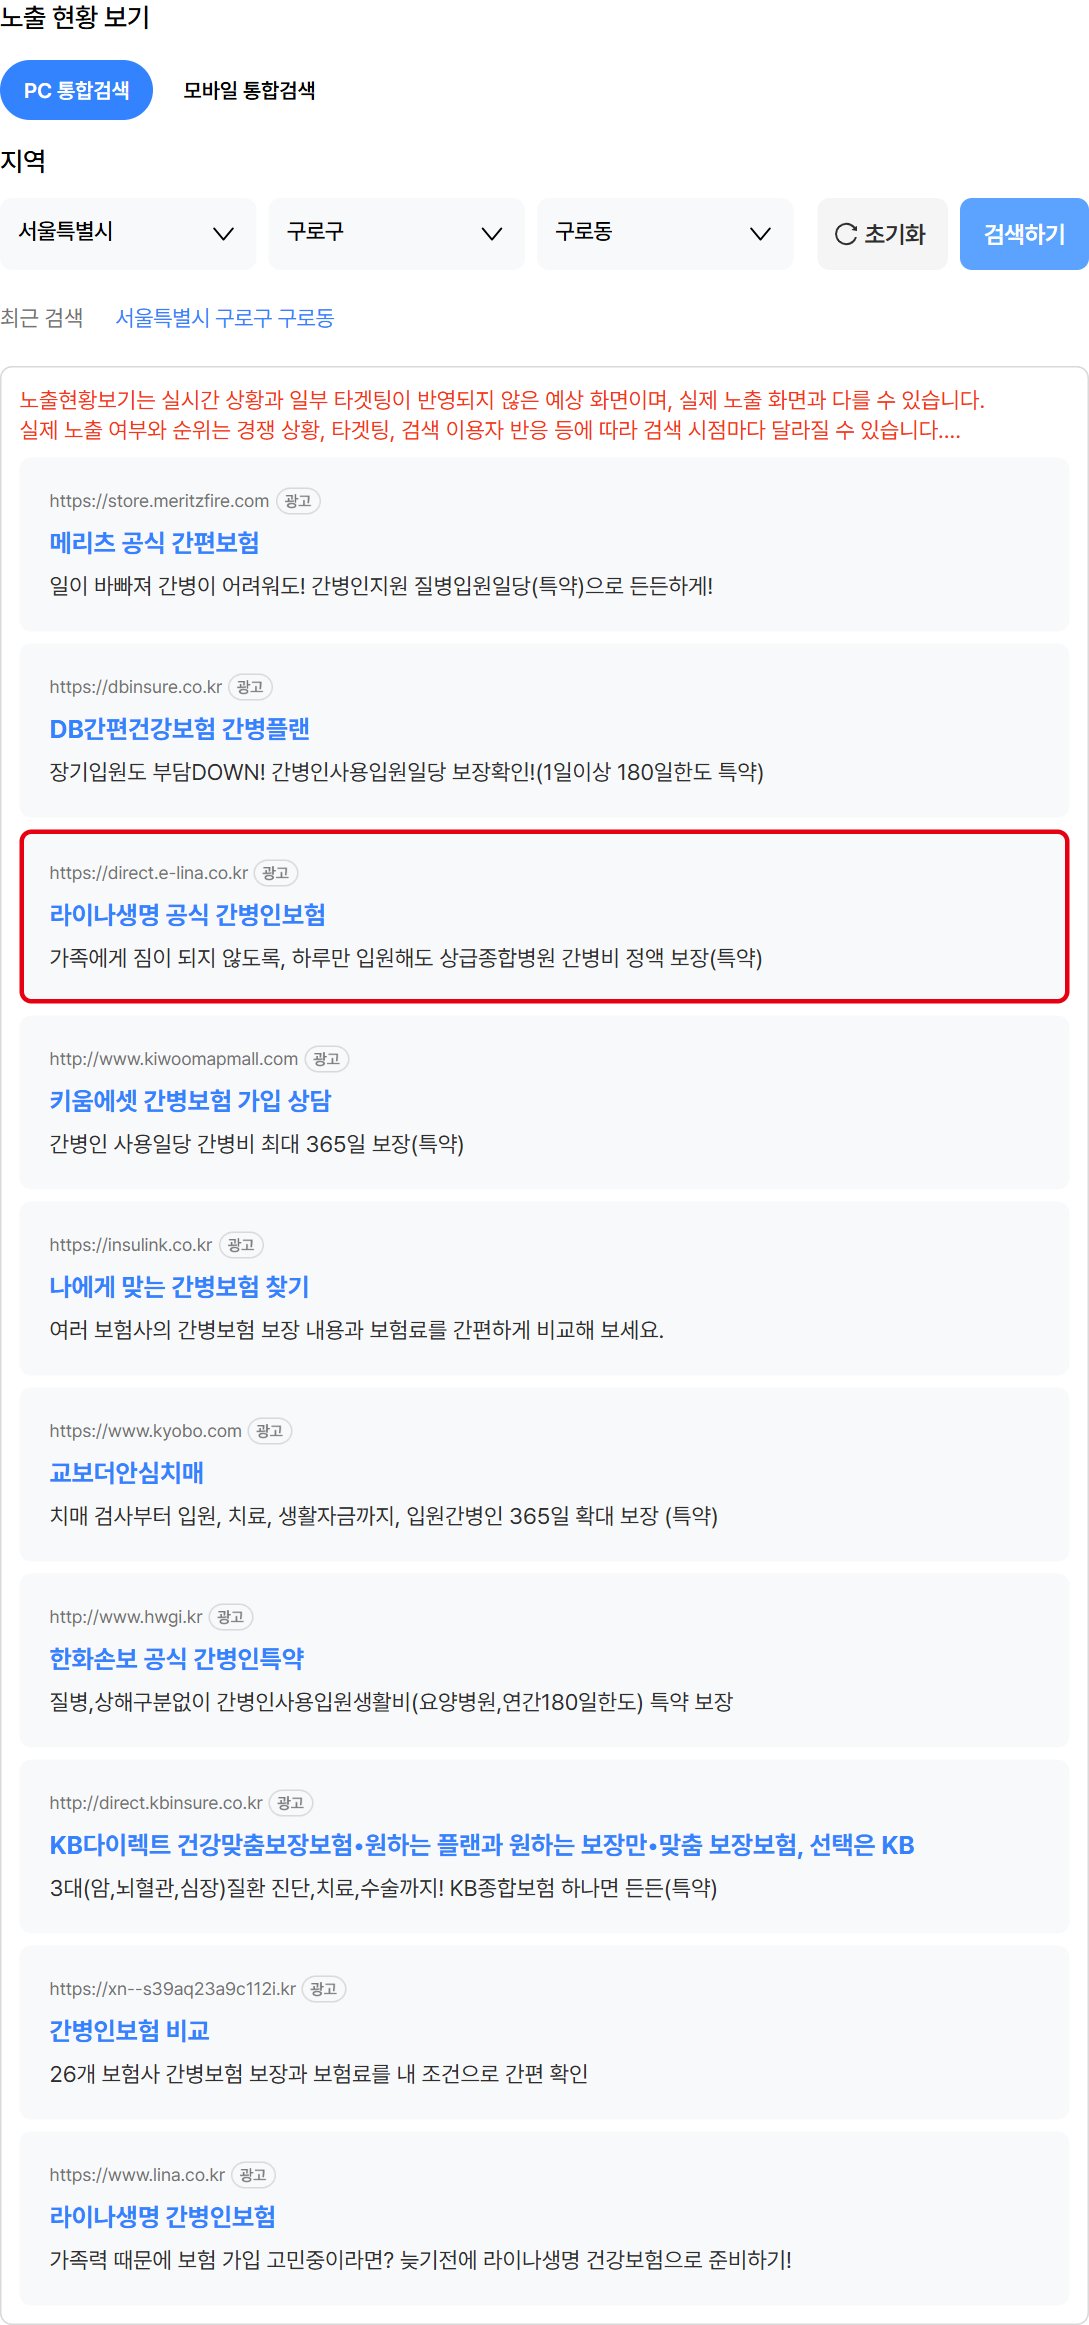 노출 현황 보기
PC 통합검색
모바일 통합검색
지역
서울특별시
구로구
구로동
초기화
검색하기
최근 검색
서울특별시 구로구 구로동
노출현황보기는 실시간 상황과 일부 타겟팅이 반영되지 않은 예상 화면이며, 실제 노출 화면과 다를 수 있습니다.
실제 노출 여부와 순위는 경쟁 상황, 타겟팅, 검색 이용자 반응 등에 따라 검색 시점마다 달라질 수 있습니다....
https://store.meritzfire.com 광고
메리츠 공식 간편보험
일이 바빠져 간병이 어려워도! 간병인지원 질병입원일당(특약)으로 든든하게!
https://dbinsure.co.kr 광고
DB간편건강보험 간병플랜
장기입원도 부담DOWN! 간병인사용입원일당 보장확인!(1일이상 180일한도 특약)
https://direct.e-lina.co.kr 광고
라이나생명 공식 간병인보험
가족에게 짐이 되지 않도록, 하루만 입원해도 상급종합병원 간병비 정액 보장(특약)
http://www.kiwoomapmall.com 광고
키움에셋 간병보험 가입 상담
간병인 사용일당 간병비 최대 365일 보장(특약)
https://insulink.co.kr 광고
나에게 맞는 간병보험 찾기
여러 보험사의 간병보험 보장 내용과 보험료를 간편하게 비교해 보세요.
https://www.kyobo.com 광고
교보더안심치매
치매 검사부터 입원, 치료, 생활자금까지, 입원간병인 365일 확대 보장 (특약)
http://www.hwgi.kr 광고
한화손보 공식 간병인특약
질병,상해구분없이 간병인사용입원생활비(요양병원,연간180일한도) 특약 보장
http://direct.kbinsure.co.kr 광고
KB다이렉트 건강맞춤보장보험•원하는 플랜과 원하는 보장만•맞춤 보장보험, 선택은 KB
3대(암,뇌혈관,심장)질환 진단,치료,수술까지! KB종합보험 하나면 든든(특약)
https://xn--s39aq23a9c112i.kr 광고
간병인보험 비교
26개 보험사 간병보험 보장과 보험료를 내 조건으로 간편 확인
https://www.lina.co.kr 광고
라이나생명 간병인보험
가족력 때문에 보험 가입 고민중이라면? 늦기전에 라이나생명 건강보험으로 준비하기!